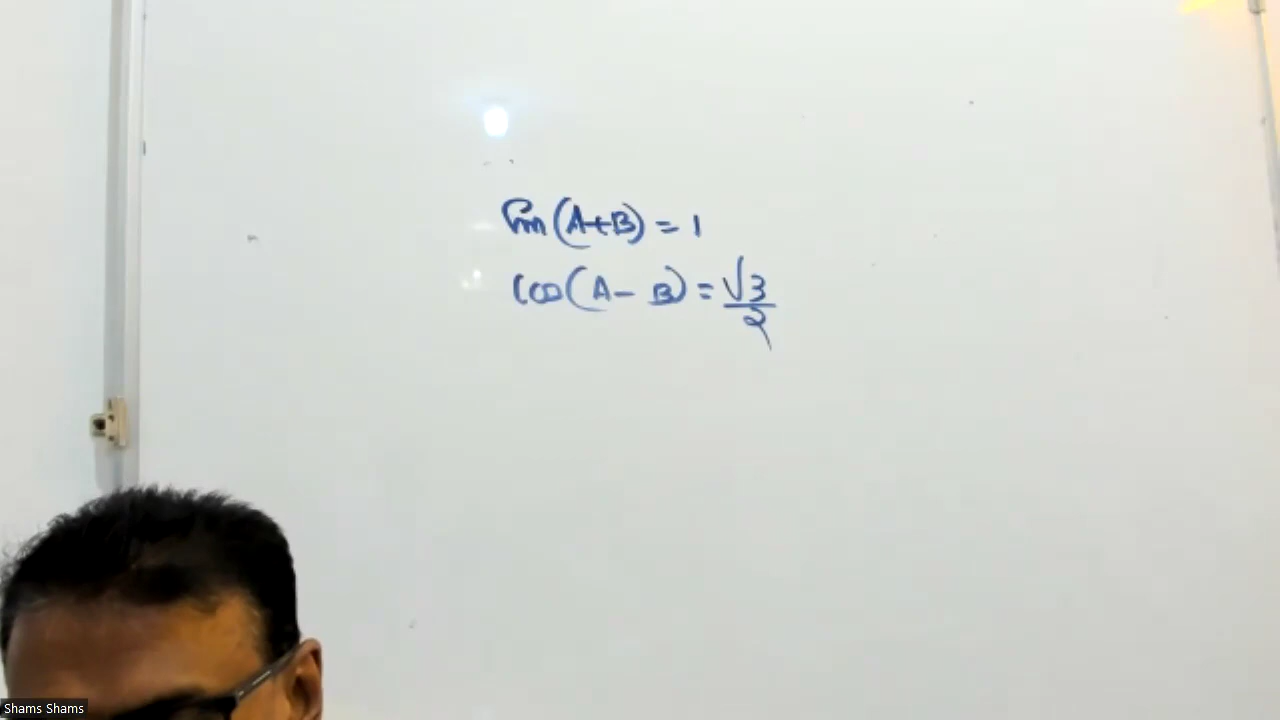 Sin(A+B) = 1
Cos(A - B) = √3/2
Shams Shams